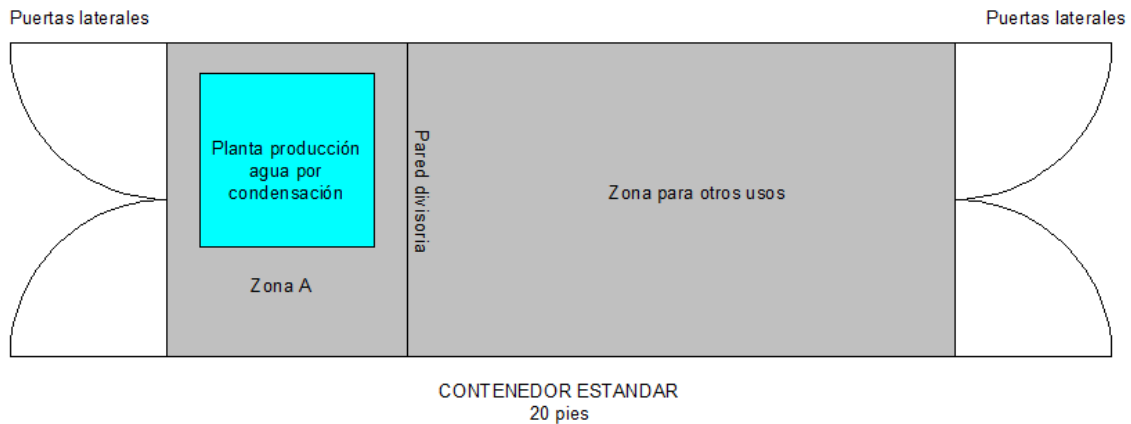 Puertas laterales
Puertas laterales
Planta producción
agua por
condensación
Pared divisoria
Zona para otros usos
Zona A
CONTENEDOR ESTANDAR
20 pies